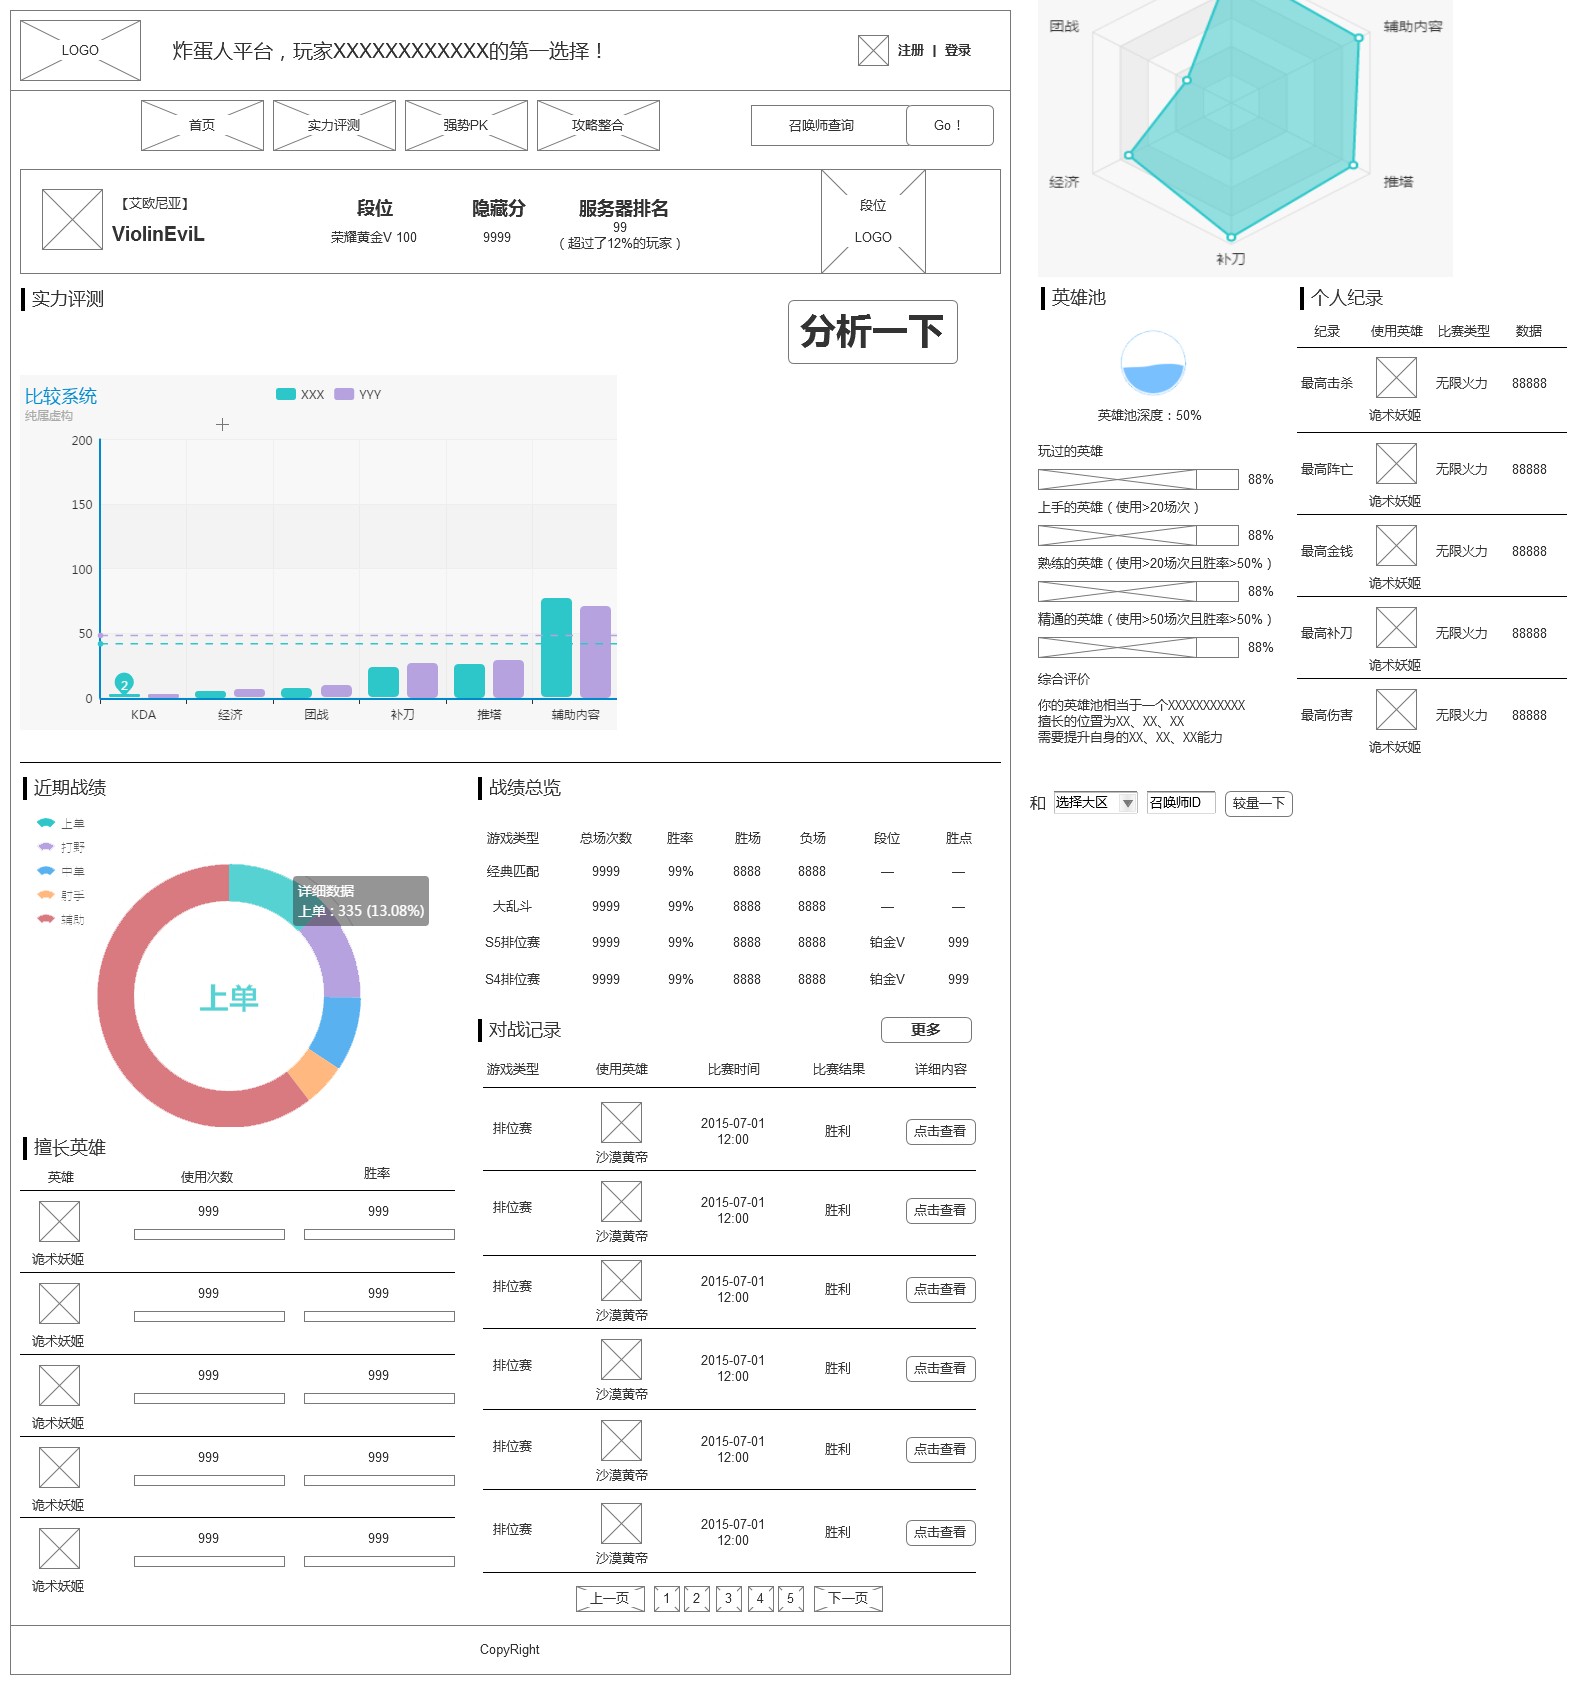 LOGO
炸蛋人平台，玩家XXXXXXXXXXXX的第一选择！
注册 | 登录
首页
实力评测
强势PK
攻略整合
召唤师查询
Go！
【艾欧尼亚】
ViolinEviL
段位
荣耀黄金V 100
隐藏分
9999
服务器排名
99
（超过了12%的玩家）
段位
LOGO
实力评测
分析一下
比较系统
纯属虚构
XXX
YYY
200
150
100
50
0
2
KDA
经济
团战
补刀
推塔
辅助内容
近期战绩
上单
打野
中单
射手
辅助
详细数据
上单 : 335 (13.08%)
上单
擅长英雄
英雄 使用次数 胜率
999 999
诡术妖姬
999 999
诡术妖姬
999 999
诡术妖姬
999 999
诡术妖姬
999 999
诡术妖姬
战绩总览
游戏类型 总场次数 胜率 胜场 负场 段位 胜点
经典匹配 9999 99% 8888 8888 — —
大乱斗 9999 99% 8888 8888 — —
S5排位赛 9999 99% 8888 8888 铂金V 999
S4排位赛 9999 99% 8888 8888 铂金V 999
对战记录
更多
游戏类型 使用英雄 比赛时间 比赛结果 详细内容
排位赛 2015-07-01 12:00 胜利 点击查看
沙漠黄帝
排位赛 2015-07-01 12:00 胜利 点击查看
沙漠黄帝
排位赛 2015-07-01 12:00 胜利 点击查看
沙漠黄帝
排位赛 2015-07-01 12:00 胜利 点击查看
沙漠黄帝
排位赛 2015-07-01 12:00 胜利 点击查看
沙漠黄帝
排位赛 2015-07-01 12:00 胜利 点击查看
沙漠黄帝
上一页 1 2 3 4 5 下一页
CopyRight
团战
辅助内容
经济
推塔
补刀
英雄池
英雄池深度：50%
玩过的英雄
88%
上手的英雄（使用>20场次）
88%
熟练的英雄（使用>20场次且胜率>50%）
88%
精通的英雄（使用>50场次且胜率>50%）
88%
综合评价
你的英雄池相当于一个XXXXXXXXXXX
擅长的位置为XX、XX、XX
需要提升自身的XX、XX、XX能力
个人纪录
纪录 使用英雄 比赛类型 数据
最高击杀 无限火力 88888
诡术妖姬
最高阵亡 无限火力 88888
诡术妖姬
最高金钱 无限火力 88888
诡术妖姬
最高补刀 无限火力 88888
诡术妖姬
最高伤害 无限火力 88888
诡术妖姬
和 选择大区 召唤师ID 较量一下